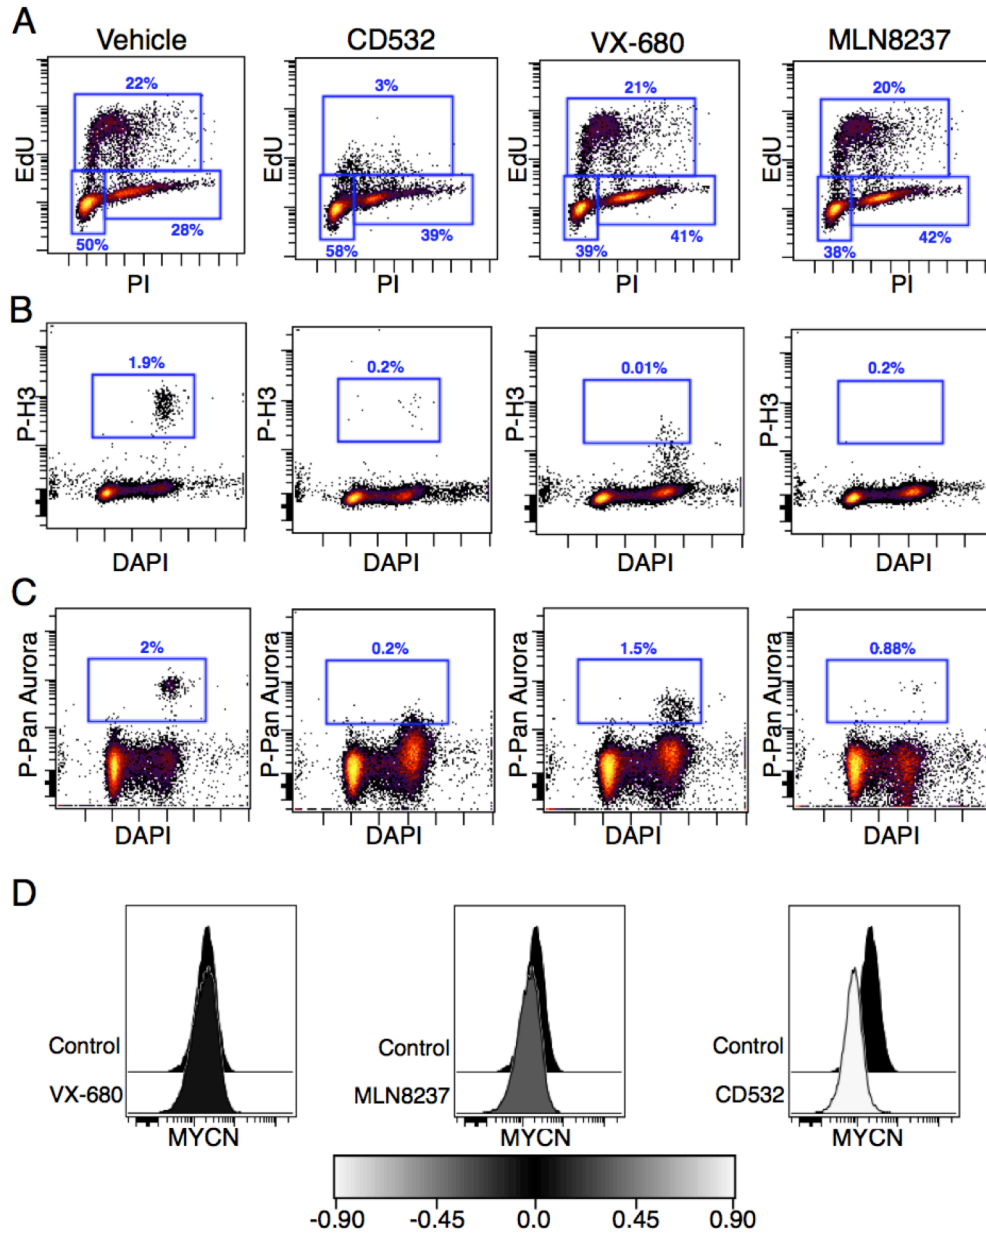 A
Vehicle CD532 VX-680 MLN8237
EdU EdU EdU EdU
22% 3% 21% 20%
50% 28% 58% 39% 39% 41% 38% 42%
PI PI PI PI
B
P-H3 P-H3 P-H3 P-H3
1.9% 0.2% 0.01% 0.2%
DAPI DAPI DAPI DAPI
C
P-Pan Aurora P-Pan Aurora P-Pan Aurora P-Pan Aurora
2% 0.2% 1.5% 0.88%
DAPI DAPI DAPI DAPI
D
Control Control Control
VX-680 MLN8237 CD532
MYCN MYCN MYCN
-0.90 -0.45 0.0 0.45 0.90